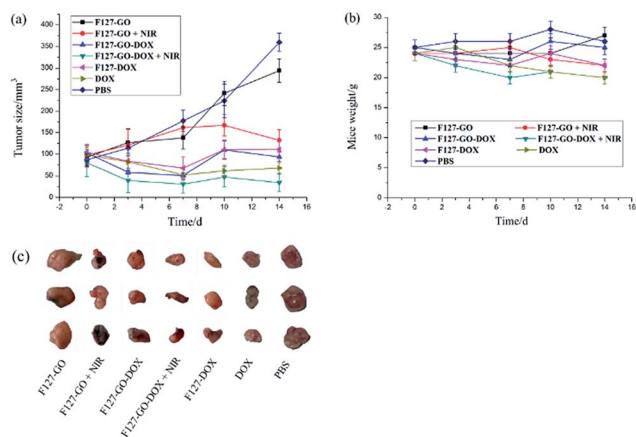 (a)
Tumor size/mm³
400
350
300
250
200
150
100
50
0
-2 0 2 4 6 8 10 12 14 16
Time/d
F127-GO
F127-GO + NIR
F127-GO-DOX
F127-GO-DOX + NIR
F127-DOX
DOX
PBS
(b)
Mice weight/g
30
25
20
15
10
5
0
-2 0 2 4 6 8 10 12 14 16
Time/d
F127-GO F127-GO + NIR
F127-GO-DOX F127-GO-DOX + NIR
F127-DOX DOX
PBS
(c)
F127-GO
F127-GO + NIR
F127-GO-DOX
F127-GO-DOX + NIR
F127-DOX
DOX
PBS